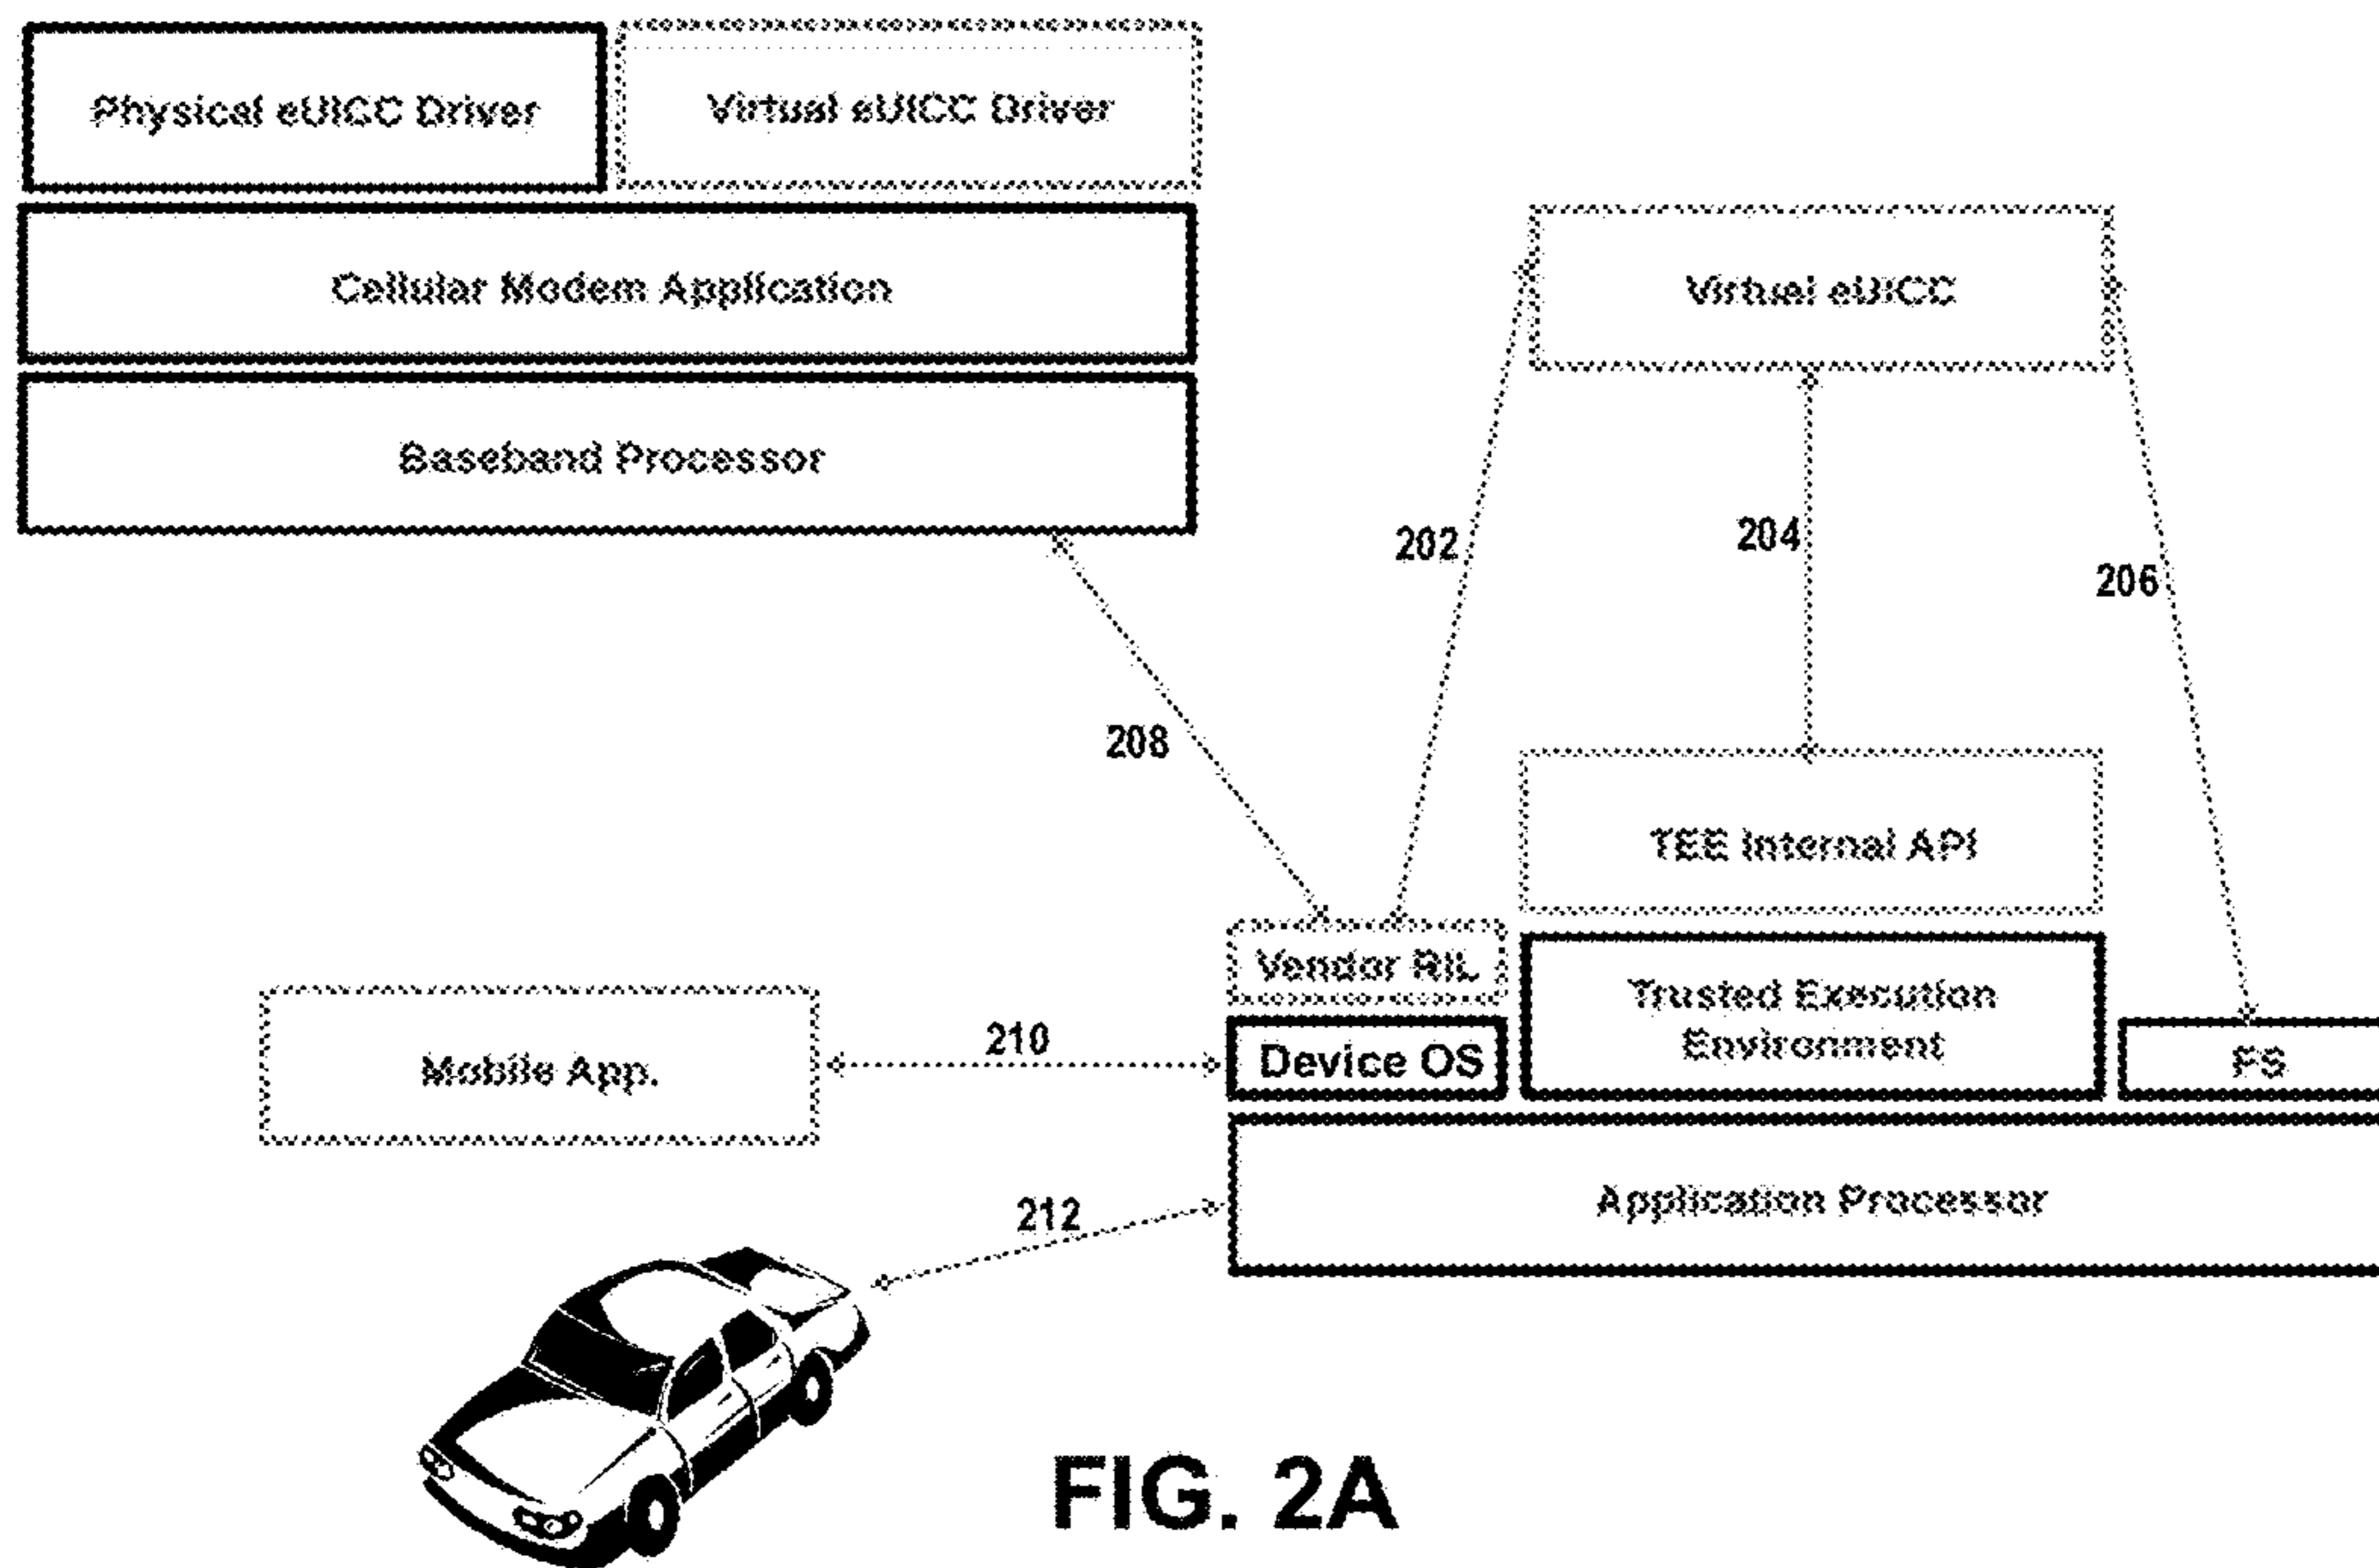 Physical eUICC Driver
Virtual eUICC Driver
Cellular Modem Application
Virtual eUICC
Baseband Processor
202
204
206
208
TEE Internal API
Vendor RIL
Trusted Execution
Environment
210
Device OS
FS
Mobile App.
Application Processor
212
FIG. 2A